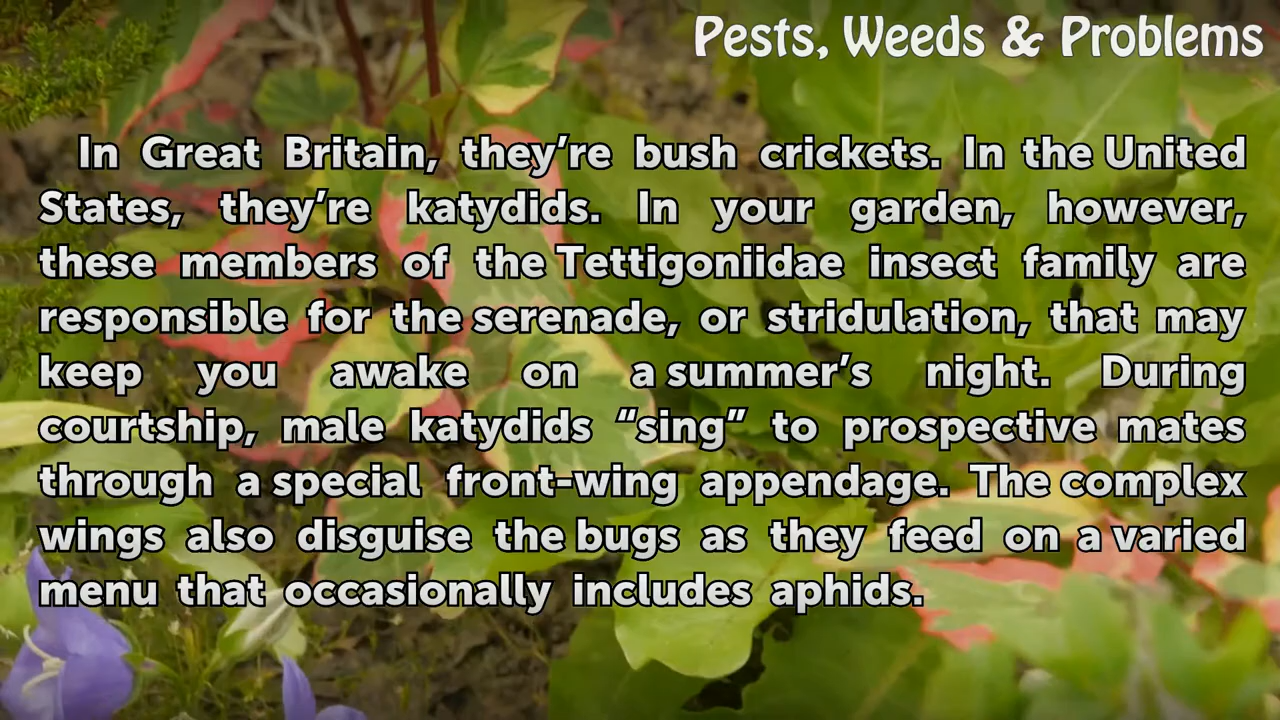 Pests, Weeds & Problems
In Great Britain, they’re bush crickets. In the United
States, they’re katydids. In your garden, however,
these members of the Tettigoniidae insect family are
responsible for the serenade, or stridulation, that may
keep you awake on a summer’s night. During
courtship, male katydids “sing” to prospective mates
through a special front-wing appendage. The complex
wings also disguise the bugs as they feed on a varied
menu that occasionally includes aphids.